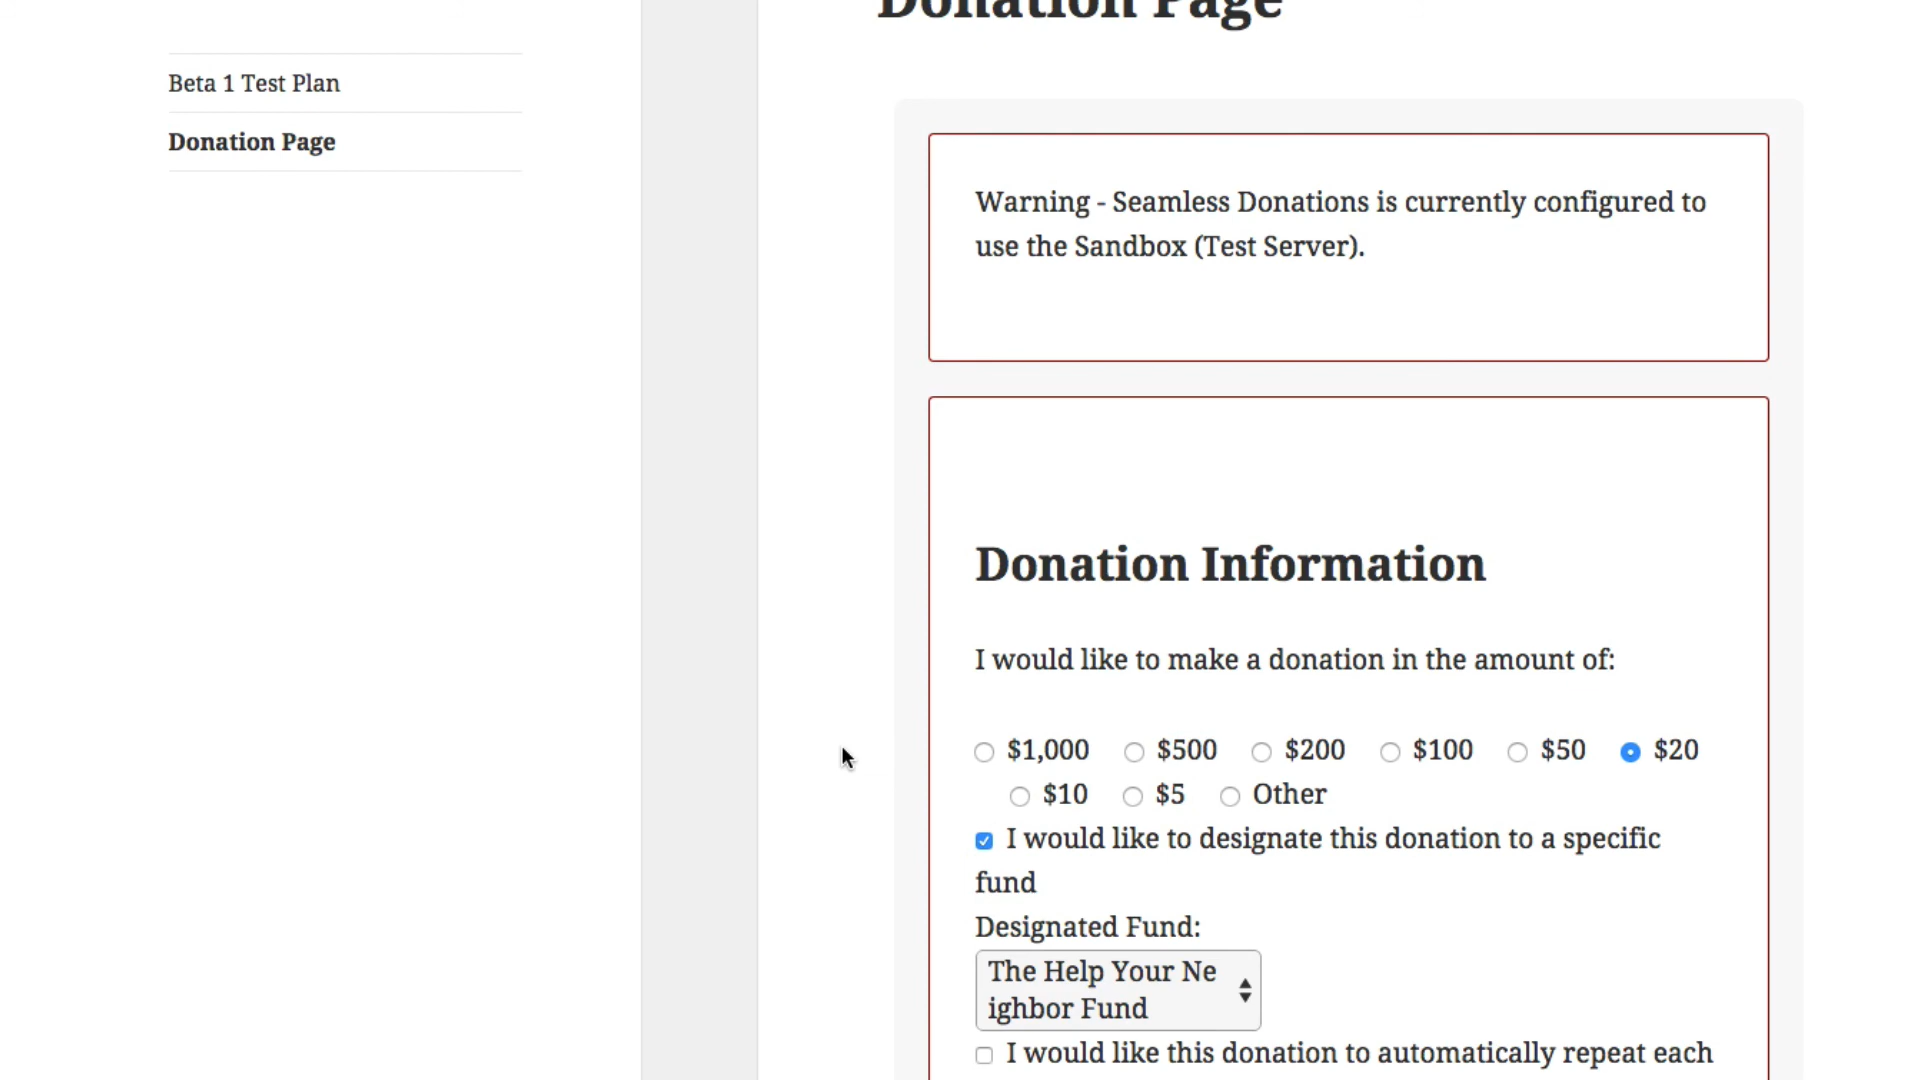 Donation Page
Beta 1 Test Plan
Donation Page
Warning - Seamless Donations is currently configured to
use the Sandbox (Test Server).
Donation Information
I would like to make a donation in the amount of:
$1,000 $500 $200 $100 $50 $20
$10 $5 Other
I would like to designate this donation to a specific
fund
Designated Fund:
The Help Your Ne
ighbor Fund
I would like this donation to automatically repeat each